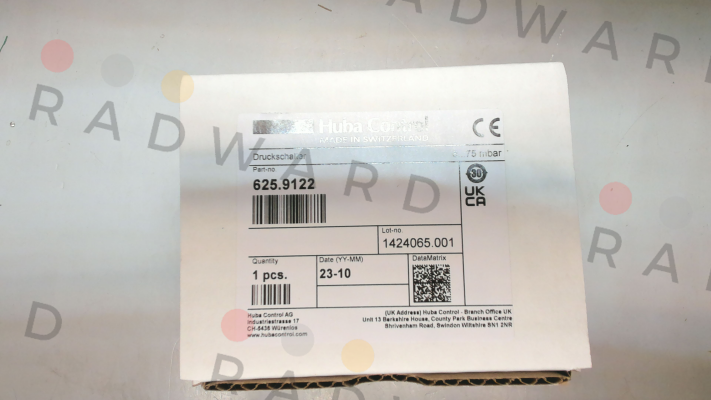 RADWARD
RADWARD
RADWARD
D
Huba Control
MADE IN SWITZERLAND
CE
Druckschalter
75 mbar
Part-no
625.9122
30
UK
CA
Lot-no.
1424065.001
Quantity
Date (YY-MM)
DataMatrix
1 pcs.
23-10
Huba Control AG
Industriestrasse 17
CH-5436 Würenlos
www.hubacontrol.com
(UK Address) Huba Control - Branch Office UK
Unit 13 Berkshire House, County Park Business Centre
Shrivenham Road, Swindon Wiltshire SN1 2NR